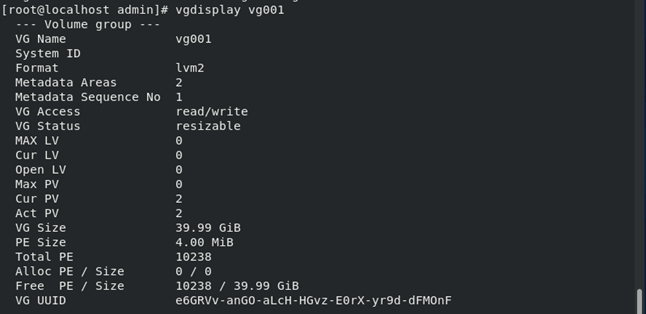 [root@localhost admin]# vgdisplay vg001
--- Volume group ---
VG Name vg001
System ID
Format lvm2
Metadata Areas 2
Metadata Sequence No 1
VG Access read/write
VG Status resizable
MAX LV 0
Cur LV 0
Open LV 0
Max PV 0
Cur PV 2
Act PV 2
VG Size 39.99 GiB
PE Size 4.00 MiB
Total PE 10238
Alloc PE / Size 0 / 0
Free PE / Size 10238 / 39.99 GiB
VG UUID e6GRVv-anGO-aLcH-HGvz-E0rX-yr9d-dFMOnF